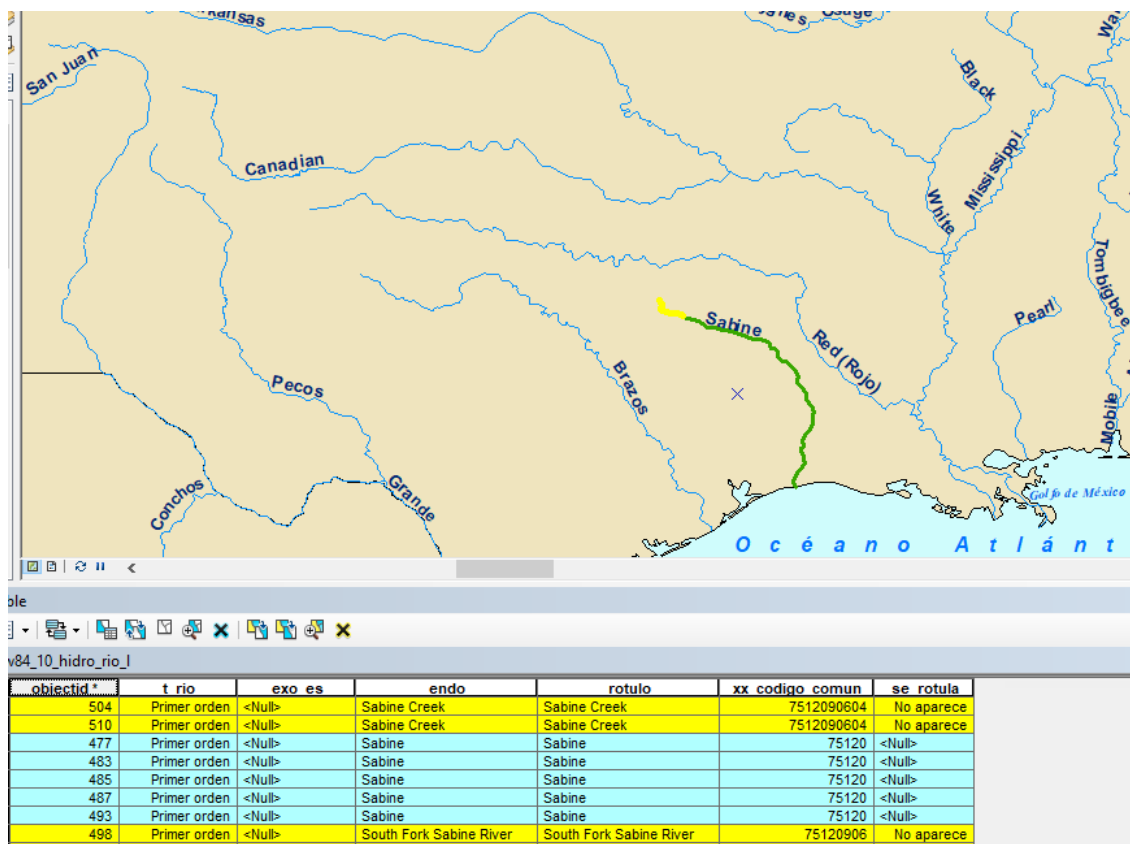 Arkansas
San Juan
Canadian
Pecos
Conchos
Grande
Brazos
Sabine
Red (Rojo)
Black
White
Mississippi
Pearl
Tombigbee
Mobile
Golfo de México
Océano Atlánt
ble
v84_10_hidro_rio_l
objectid * t_rio exo_es endo rotulo xx_codigo_comun se_rotula
504 Primer orden <Null> Sabine Creek Sabine Creek 7512090604 No aparece
510 Primer orden <Null> Sabine Creek Sabine Creek 7512090604 No aparece
477 Primer orden <Null> Sabine Sabine 75120 <Null>
483 Primer orden <Null> Sabine Sabine 75120 <Null>
485 Primer orden <Null> Sabine Sabine 75120 <Null>
487 Primer orden <Null> Sabine Sabine 75120 <Null>
493 Primer orden <Null> Sabine Sabine 75120 <Null>
498 Primer orden <Null> South Fork Sabine River South Fork Sabine River 75120906 No aparece